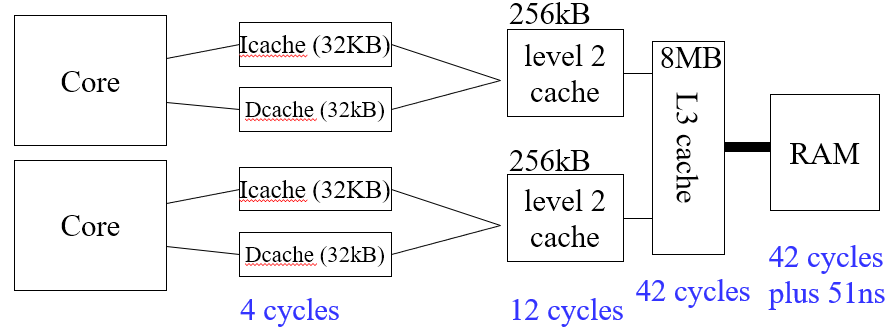 256kB
Core
Icache (32KB)
Dcache (32kB)
level 2
cache
8MB
L3 cache
RAM
256kB
Core
Icache (32KB)
Dcache (32kB)
level 2
cache
4 cycles
12 cycles
42 cycles
42 cycles
plus 51ns